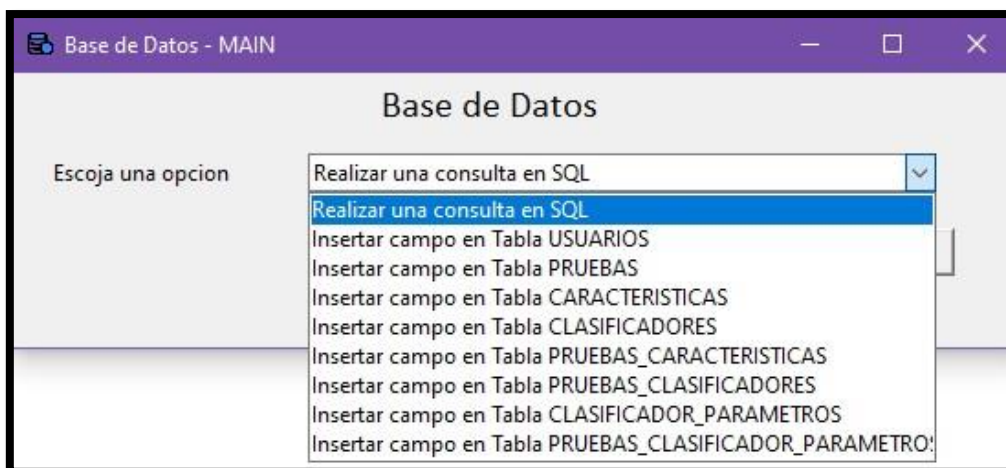 Base de Datos - MAIN
Base de Datos
Escoja una opcion
Realizar una consulta en SQL
Realizar una consulta en SQL
Insertar campo en Tabla USUARIOS
Insertar campo en Tabla PRUEBAS
Insertar campo en Tabla CARACTERISTICAS
Insertar campo en Tabla CLASIFICADORES
Insertar campo en Tabla PRUEBAS_CARACTERISTICAS
Insertar campo en Tabla PRUEBAS_CLASIFICADORES
Insertar campo en Tabla CLASIFICADOR_PARAMETROS
Insertar campo en Tabla PRUEBAS_CLASIFICADOR_PARAMETROS